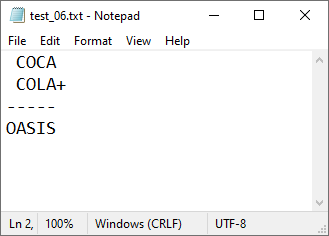 test_06.txt - Notepad
File Edit Format View Help
 COCA
 COLA+
-----
OASIS
Ln 2, 100% Windows (CRLF) UTF-8